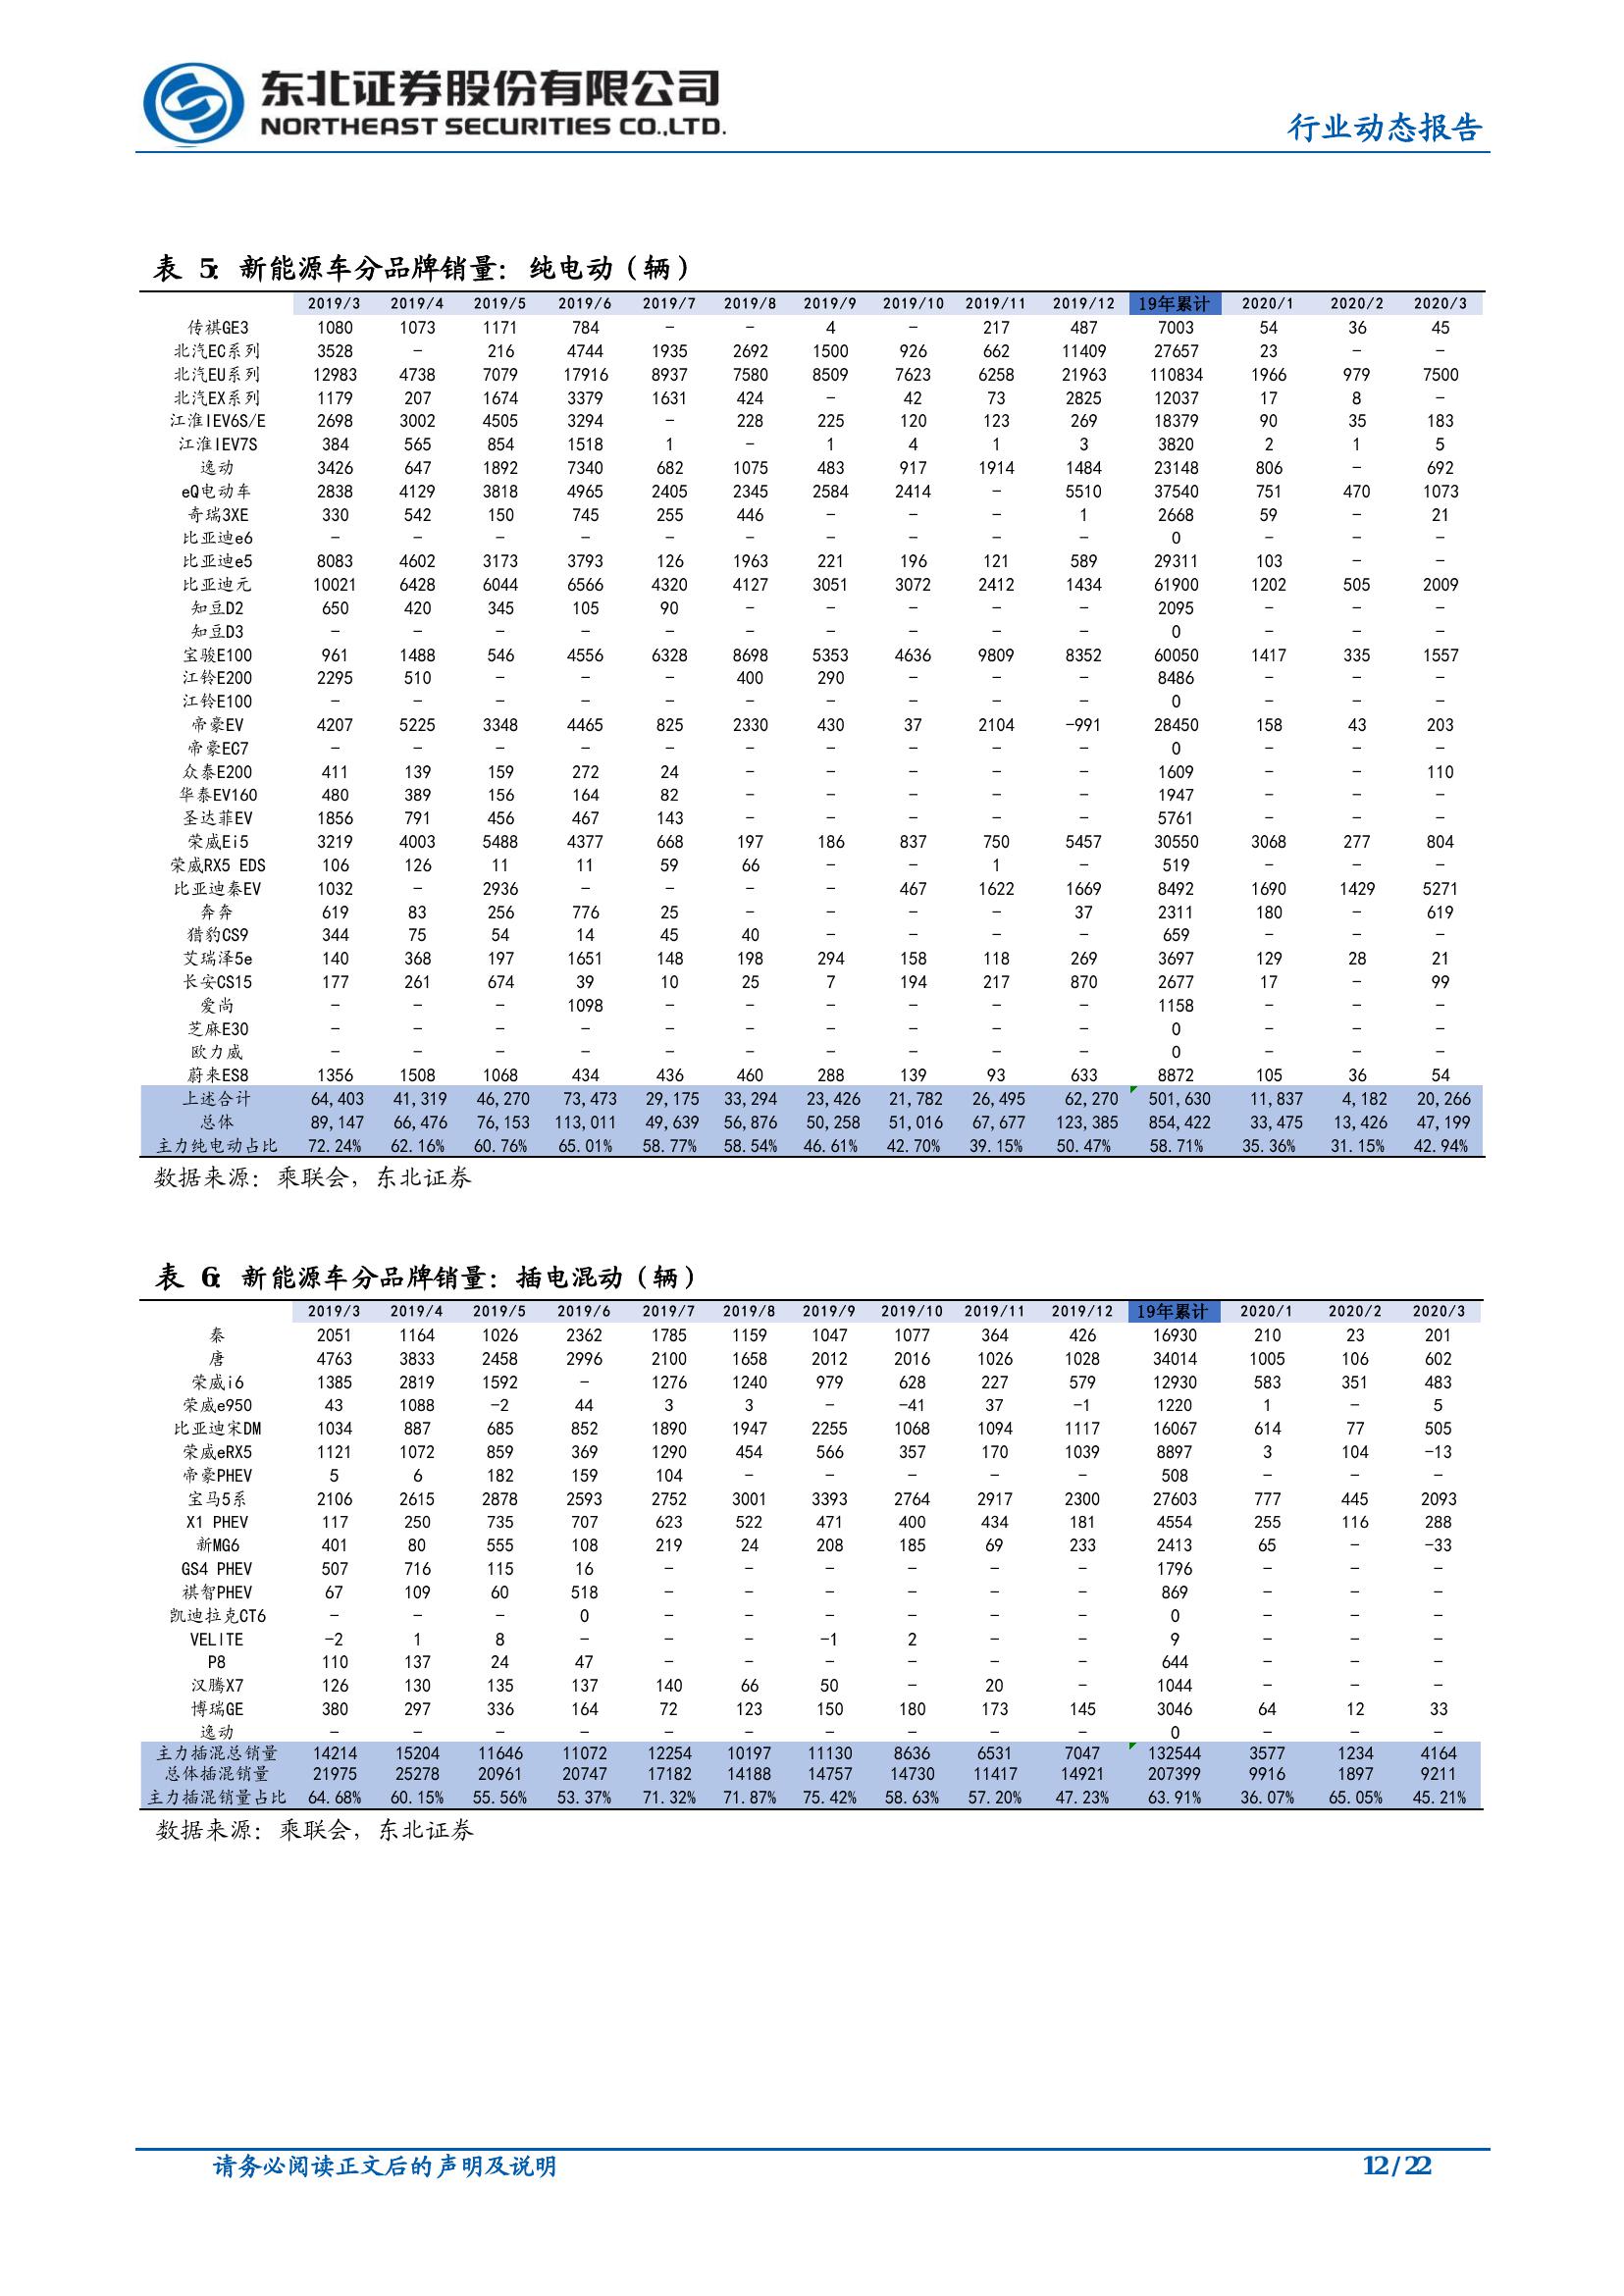 东北证券股份有限公司
NORTHEAST SECURITIES CO.,LTD.
行业动态报告
表 5: 新能源车分品牌销量：纯电动（辆）
2019/3 2019/4 2019/5 2019/6 2019/7 2019/8 2019/9 2019/10 2019/11 2019/12 19年累计 2020/1 2020/2 2020/3
传祺GE3 1080 1073 1171 784 - - 4 - 217 487 7003 54 36 45
北汽EC系列 3528 - 216 4744 1935 2692 1500 926 662 11409 27657 23 - -
北汽EU系列 12983 4738 7079 17916 8937 7580 8509 7623 6258 21963 110834 1966 979 7500
北汽EX系列 1179 207 1674 3379 1631 424 - 42 73 2825 12037 17 8 -
江淮IEV6S/E 2698 3002 4505 3294 - 228 225 120 123 269 18379 90 35 183
江淮IEV7S 384 565 854 1518 1 - 1 4 1 3 3820 2 1 5
逸动 3426 647 1892 7340 682 1075 483 917 1914 1484 23148 806 - 692
eQ电动车 2838 4129 3818 4965 2405 2345 2584 2414 - 5510 37540 751 470 1073
奇瑞3XE 330 542 150 745 255 446 - - - 1 2668 59 - 21
比亚迪e6 - - - - - - - - - - 0 - - -
比亚迪e5 8083 4602 3173 3793 126 1963 221 196 121 589 29311 103 - -
比亚迪元 10021 6428 6044 6566 4320 4127 3051 3072 2412 1434 61900 1202 505 2009
知豆D2 650 420 345 105 90 - - - - - 2095 - - -
知豆D3 - - - - - - - - - - 0 - - -
宝骏E100 961 1488 546 4556 6328 8698 5353 4636 9809 8352 60050 1417 335 1557
江铃E200 2295 510 - - - 400 290 - - - 8486 - - -
江铃E100 - - - - - - - - - - 0 - - -
帝豪EV 4207 5225 3348 4465 825 2330 430 37 2104 -991 28450 158 43 203
帝豪EC7 - - - - - - - - - - 0 - - -
众泰E200 411 139 159 272 24 - - - - - 1609 - - 110
华泰EV160 480 389 156 164 82 - - - - - 1947 - - -
圣达菲EV 1856 791 456 467 143 - - - - - 5761 - - -
荣威Ei5 3219 4003 5488 4377 668 197 186 837 750 5457 30550 3068 277 804
荣威RX5 EDS 106 126 11 11 59 66 - - 1 - 519 - - -
比亚迪秦EV 1032 - 2936 - - - - 467 1622 1669 8492 1690 1429 5271
奔奔 619 83 256 776 25 - - - - 37 2311 180 - 619
猎豹CS9 344 75 54 14 45 40 - - - - 659 - - -
艾瑞泽5e 140 368 197 1651 148 198 294 158 118 269 3697 129 28 21
长安CS15 177 261 674 39 10 25 7 194 217 870 2677 17 - 99
爱尚 - - - 1098 - - - - - - 1158 - - -
芝麻E30 - - - - - - - - - - 0 - - -
欧力威 - - - - - - - - - - 0 - - -
蔚来ES8 1356 1508 1068 434 436 460 288 139 93 633 8872 105 36 54
上述合计 64,403 41,319 46,270 73,473 29,175 33,294 23,426 21,782 26,495 62,270 501,630 11,837 4,182 20,266
总体 89,147 66,476 76,153 113,011 49,639 56,876 50,258 51,016 67,677 123,385 854,422 33,475 13,426 47,199
主力纯电动占比 72.24% 62.16% 60.76% 65.01% 58.77% 58.54% 46.61% 42.70% 39.15% 50.47% 58.71% 35.36% 31.15% 42.94%
数据来源：乘联会，东北证券
表 6: 新能源车分品牌销量：插电混动（辆）
2019/3 2019/4 2019/5 2019/6 2019/7 2019/8 2019/9 2019/10 2019/11 2019/12 19年累计 2020/1 2020/2 2020/3
秦 2051 1164 1026 2362 1785 1159 1047 1077 364 426 16930 210 23 201
唐 4763 3833 2458 2996 2100 1658 2012 2016 1026 1028 34014 1005 106 602
荣威i6 1385 2819 1592 - 1276 1240 979 628 227 579 12930 583 351 483
荣威e950 43 1088 -2 44 3 3 - -41 37 -1 1220 1 - 5
比亚迪宋DM 1034 887 685 852 1890 1947 2255 1068 1094 1117 16067 614 77 505
荣威eRX5 1121 1072 859 369 1290 454 566 357 170 1039 8897 3 104 -13
帝豪PHEV 5 6 182 159 104 - - - - - 508 - - -
宝马5系 2106 2615 2878 2593 2752 3001 3393 2764 2917 2300 27603 777 445 2093
X1 PHEV 117 250 735 707 623 522 471 400 434 181 4554 255 116 288
新MG6 401 80 555 108 219 24 208 185 69 233 2413 65 - -33
GS4 PHEV 507 716 115 16 - - - - - - 1796 - - -
祺智PHEV 67 109 60 518 - - - - - - 869 - - -
凯迪拉克CT6 - - - 0 - - - - - - 0 - - -
VELITE -2 1 8 - - - -1 2 - - 9 - - -
P8 110 137 24 47 - - - - - - 644 - - -
汉腾X7 126 130 135 137 140 66 50 - 20 - 1044 - - -
博瑞GE 380 297 336 164 72 123 150 180 173 145 3046 64 12 33
逸动 - - - - - - - - - - 0 - - -
主力插混总销量 14214 15204 11646 11072 12254 10197 11130 8636 6531 7047 132544 3577 1234 4164
总体插混销量 21975 25278 20961 20747 17182 14188 14757 14730 11417 14921 207399 9916 1897 9211
主力插混销量占比 64.68% 60.15% 55.56% 53.37% 71.32% 71.87% 75.42% 58.63% 57.20% 47.23% 63.91% 36.07% 65.05% 45.21%
数据来源：乘联会，东北证券
请务必阅读正文后的声明及说明
12 / 22